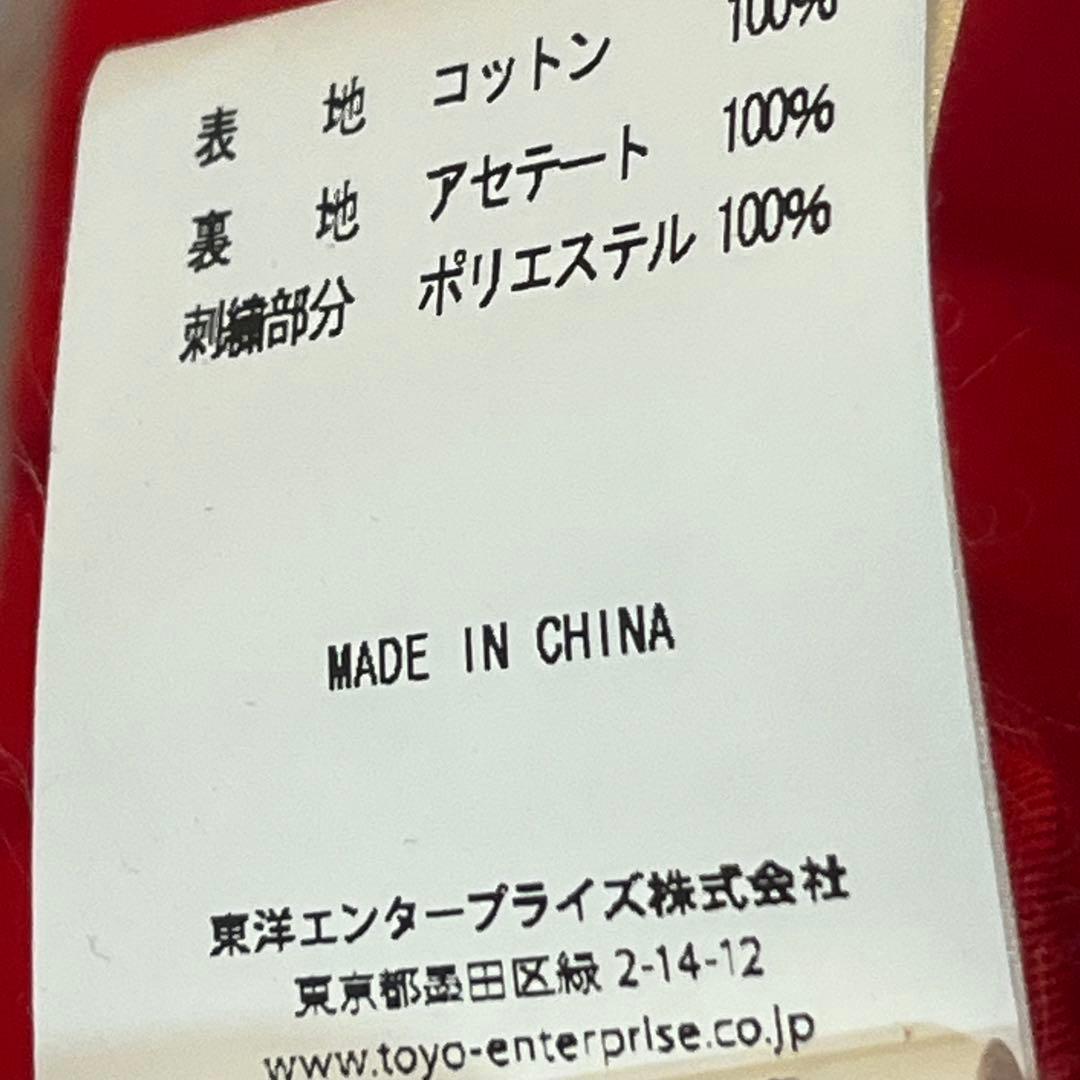 表 地 コットン 100%
裏 地 アセテート 100%
刺繍部分 ポリエステル 100%
MADE IN CHINA
東洋エンタープライズ株式会社
東京都墨田区緑 2-14-12
www.toyo-enterprise.co.jp